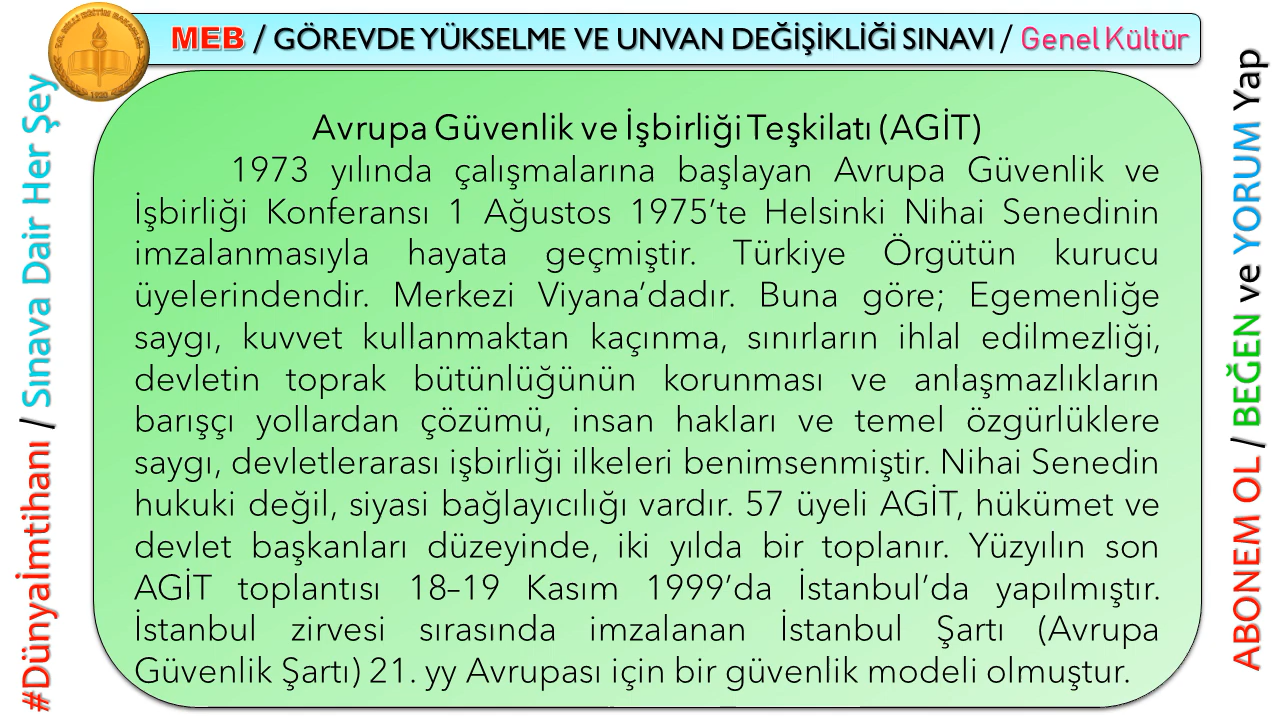 MEB / GÖREVDE YÜKSELME VE UNVAN DEĞİŞİKLİĞİ SINAVI / Genel Kültür
#Dünyaİmtihanı / Sınava Dair Her Şey
Avrupa Güvenlik ve İşbirliği Teşkilatı (AGİT)
1973 yılında çalışmalarına başlayan Avrupa Güvenlik ve
İşbirliği Konferansı 1 Ağustos 1975’te Helsinki Nihai Senedinin
imzalanmasıyla hayata geçmiştir. Türkiye Örgütün kurucu
üyelerindendir. Merkezi Viyana’dadır. Buna göre; Egemenliğe
saygı, kuvvet kullanmaktan kaçınma, sınırların ihlal edilmezliği,
devletin toprak bütünlüğünün korunması ve anlaşmazlıkların
barışçı yollardan çözümü, insan hakları ve temel özgürlüklere
saygı, devletlerarası işbirliği ilkeleri benimsenmiştir. Nihai Senedin
hukuki değil, siyasi bağlayıcılığı vardır. 57 üyeli AGİT, hükümet ve
devlet başkanları düzeyinde, iki yılda bir toplanır. Yüzyılın son
AGİT toplantısı 18–19 Kasım 1999’da İstanbul’da yapılmıştır.
İstanbul zirvesi sırasında imzalanan İstanbul Şartı (Avrupa
Güvenlik Şartı) 21. yy Avrupası için bir güvenlik modeli olmuştur.
ABONEM OL / BEĞEN ve YORUM Yap